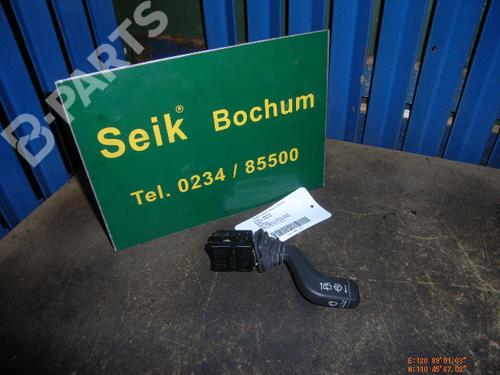 B-PARTS
Seik® Bochum
Tel. 0234 / 85500
E:120 89'01.03"
N:110 45'67.02"